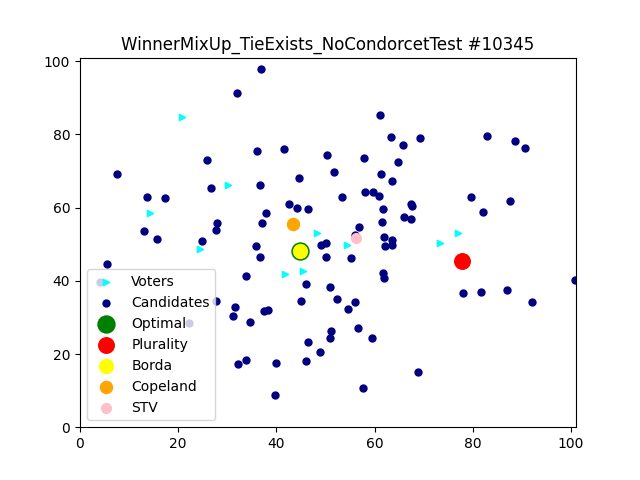 WinnerMixUp_TieExists_NoCondorcetTest #10345
100
80
60
40
20
0
Voters
Candidates
Optimal
Plurality
Borda
Copeland
STV
0 20 40 60 80 100